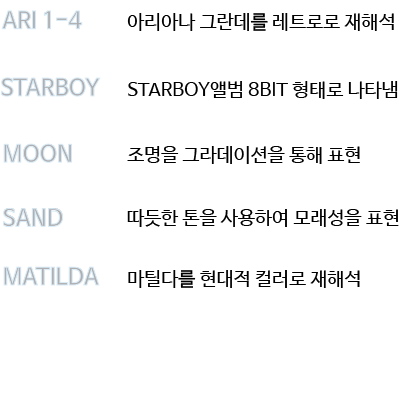 ARI 1-4 아리아나 그란데를 레트로로 재해석
STARBOY STARBOY앨범 8BIT 형태로 나타냄
MOON 조명을 그라데이션을 통해 표현
SAND 따듯한 톤을 사용하여 모래성을 표현
MATILDA 마틸다를 현대적 컬러로 재해석